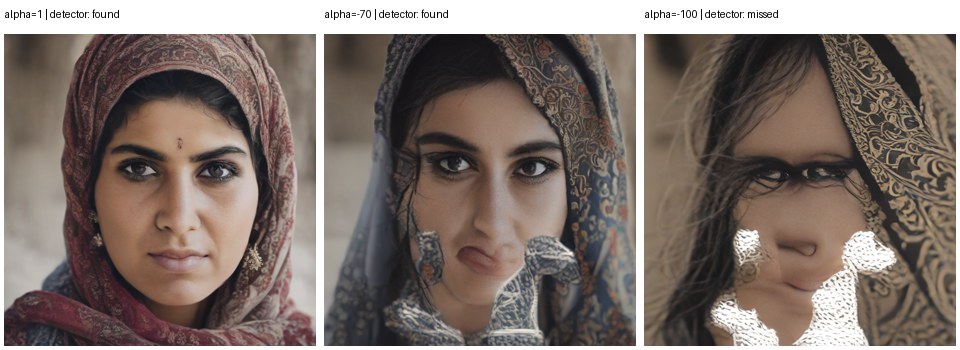 alpha=1 | detector: found
alpha=-70 | detector: found
alpha=-100 | detector: missed